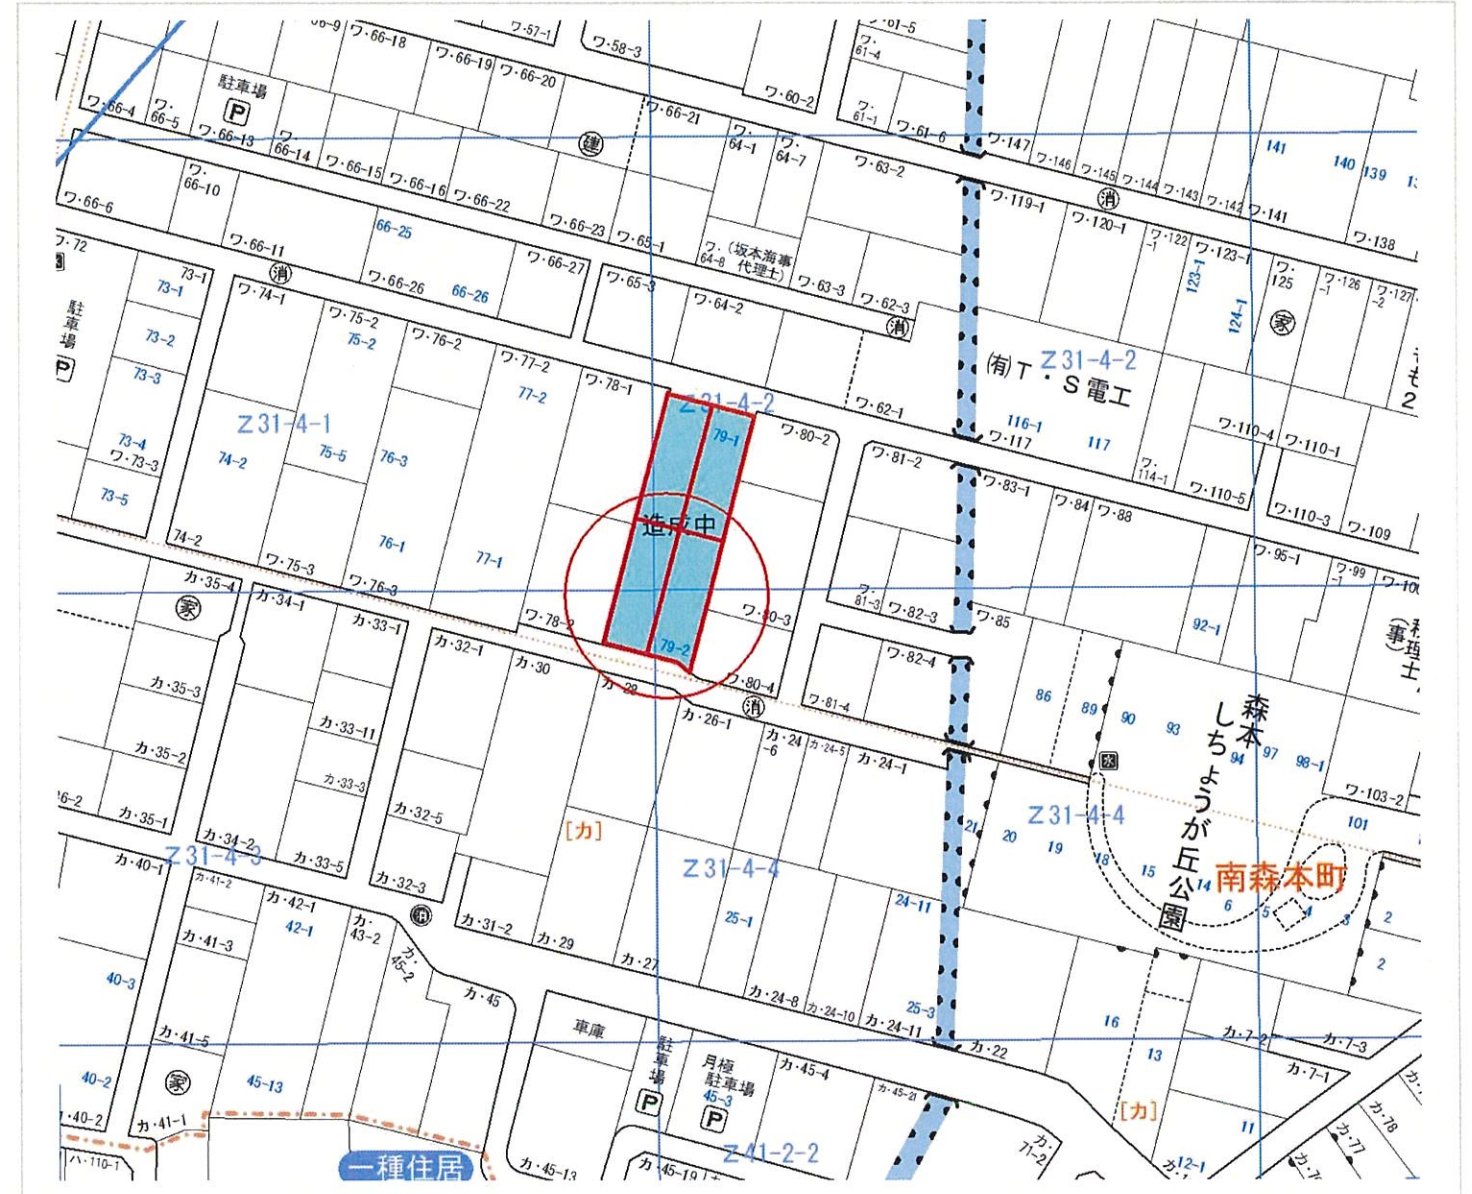 ワ・66-18
ワ・57-1
ワ・58-3
ワ・66-19
ワ・66-20
ワ・60-2
61-5
ワ・
61-4
ワ・
61-1
ワ・61-6
駐車場
P
ワ・66-4
ワ・
66-5
ワ・66-13
ワ・
66-14
ワ・66-15
ワ・66-16
ワ・66-22
ワ・66-23
ワ・65-1
建
ワ・66-21
ワ・
64-1
ワ・
64-7
ワ・63-2
ワ・147
ワ・146
ワ・145
ワ・144
ワ・143
ワ・142
ワ・141
ワ・138
141
140
139
消
ワ・119-1
ワ・120-1
ワ・122
-1
ワ・123-1
123-1
124-1
ワ・
125
ワ・126
-1
ワ・127
-2
家
ワ・66-6
ワ・
66-10
ワ・66-11
66-25
ワ・66-26
66-26
ワ・66-27
消
ワ・
64-8
(坂本海事
代理士)
ワ・63-3
ワ・62-3
消
ワ・65-3
ワ・64-2
ワ・62-1
ワ・72
73-1
73-1
73-2
73-3
73-4
ワ・73-3
73-5
駐車場
P
ワ・74-1
ワ・75-2
75-2
ワ・76-2
ワ・77-2
77-2
ワ・78-1
Z31-4-1
74-2
75-5
76-3
76-1
77-1
74-2
ワ・75-3
ワ・76-3
ワ・78-2
Z31-4-2
79-1
造成中
79-2
ワ・80-2
ワ・80-3
ワ・80-4
消
ワ・81-2
ワ・
81-3
ワ・82-3
ワ・82-4
ワ・81-4
㈲T・S電工
Z31-4-2
116-1
117
ワ・117
ワ・
114-1
ワ・110-4
ワ・110-1
ワ・110-5
ワ・110-3
ワ・109
ワ・83-1
ワ・84
ワ・88
ワ・95-1
ワ・99
-1
ワ・85
92-1
86
89
90
93
94
97
98-1
森本
しちょうが丘公園
水
ワ・103-2
101
カ・35-4
家
カ・34-1
カ・33-1
カ・32-1
カ・30
カ・28
カ・26-1
カ・24
-6
カ・24-5
カ・24-1
カ・35-3
カ・35-2
カ・35-1
カ・33-11
カ・33-3
カ・32-5
カ・34-2
カ・33-5
カ・32-3
[カ]
Z31-4-3
Z31-4-4
Z31-4-4
21
20
19
18
15
14
6
5
4
3
2
2
南森本町
カ・40-1
カ・41-2
カ・42-1
42-1
カ・
43-2
カ・
45-2
カ・41-3
カ・31-2
カ・29
カ・27
25-1
24-11
カ・24-8
カ・24-10
カ・24-11
25-3
カ・22
40-3
カ・41-5
家
40-2
45-13
カ・41-1
カ・45
車庫
駐車場
P
月極
駐車場
45-3
P
カ・45-4
カ・45-21
Z41-2-2
16
13
カ・7-2
カ・7-3
カ・7-1
[カ]
11
12-1
カ・
71-2
カ・78
カ・77
ハ・110-1
一種住居
カ・45-13
カ・45-19